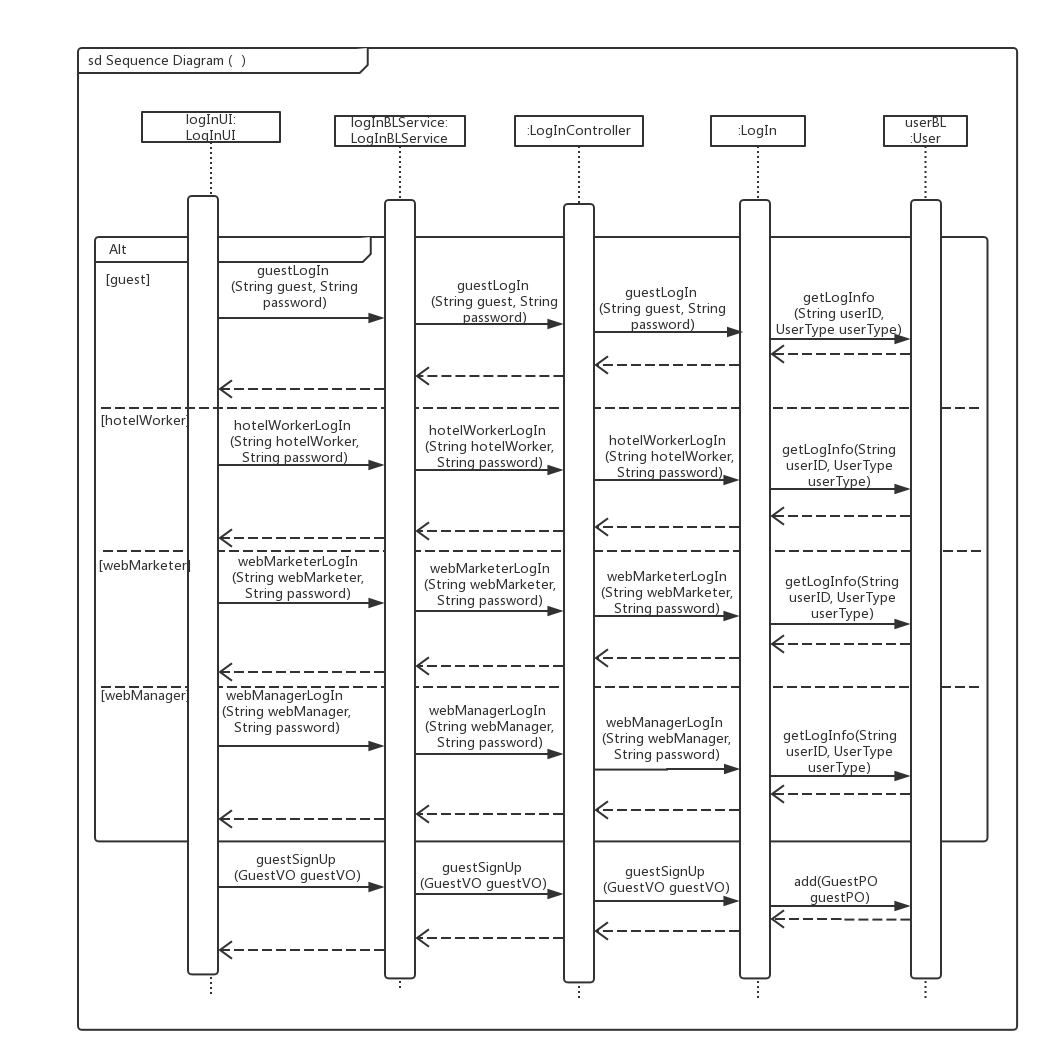 sd Sequence Diagram (  )
logInUI:
LogInUI
logInBLService:
LogInBLService
:LogInController
:LogIn
userBL
:User
Alt
[guest]
guestLogIn
(String guest, String
password)
guestLogIn
(String guest, String
password)
guestLogIn
(String guest, String
password)
getLogInfo
(String userID,
UserType userType)
[hotelWorker]
hotelWorkerLogIn
(String hotelWorker,
String password)
hotelWorkerLogIn
(String hotelWorker,
String password)
hotelWorkerLogIn
(String hotelWorker,
String password)
getLogInfo(String
userID, UserType
userType)
[webMarketer]
webMarketerLogIn
(String webMarketer,
String password)
webMarketerLogIn
(String webMarketer,
String password)
webMarketerLogIn
(String webMarketer,
String password)
getLogInfo(String
userID, UserType
userType)
[webManager]
webManagerLogIn
(String webManager,
String password)
webManagerLogIn
(String webManager,
String password)
webManagerLogIn
(String webManager,
String password)
getLogInfo(String
userID, UserType
userType)
guestSignUp
(GuestVO guestVO)
guestSignUp
(GuestVO guestVO)
guestSignUp
(GuestVO guestVO)
add(GuestPO
guestPO)